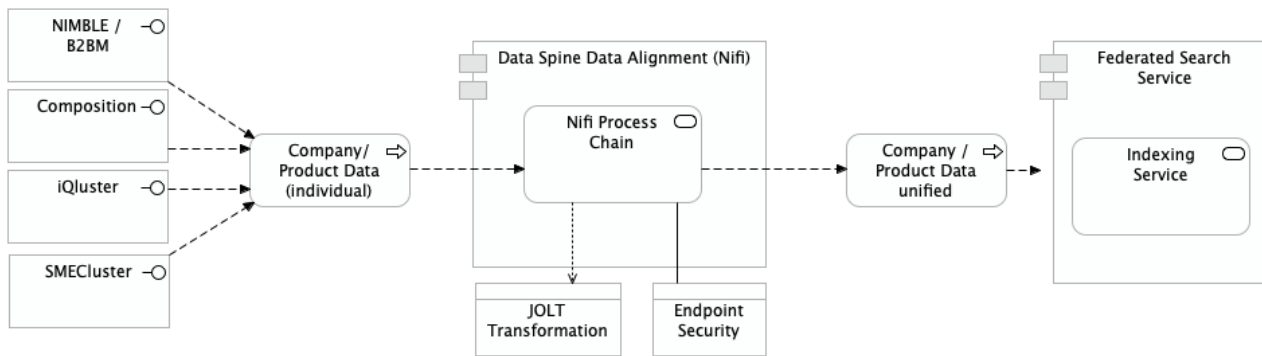 NIMBLE /
B2BM
Composition
iQluster
SMECluster
Company/
Product Data
(individual)
Data Spine Data Alignment (Nifi)
Nifi Process
Chain
JOLT
Transformation
Endpoint
Security
Company /
Product Data
unified
Federated Search
Service
Indexing
Service